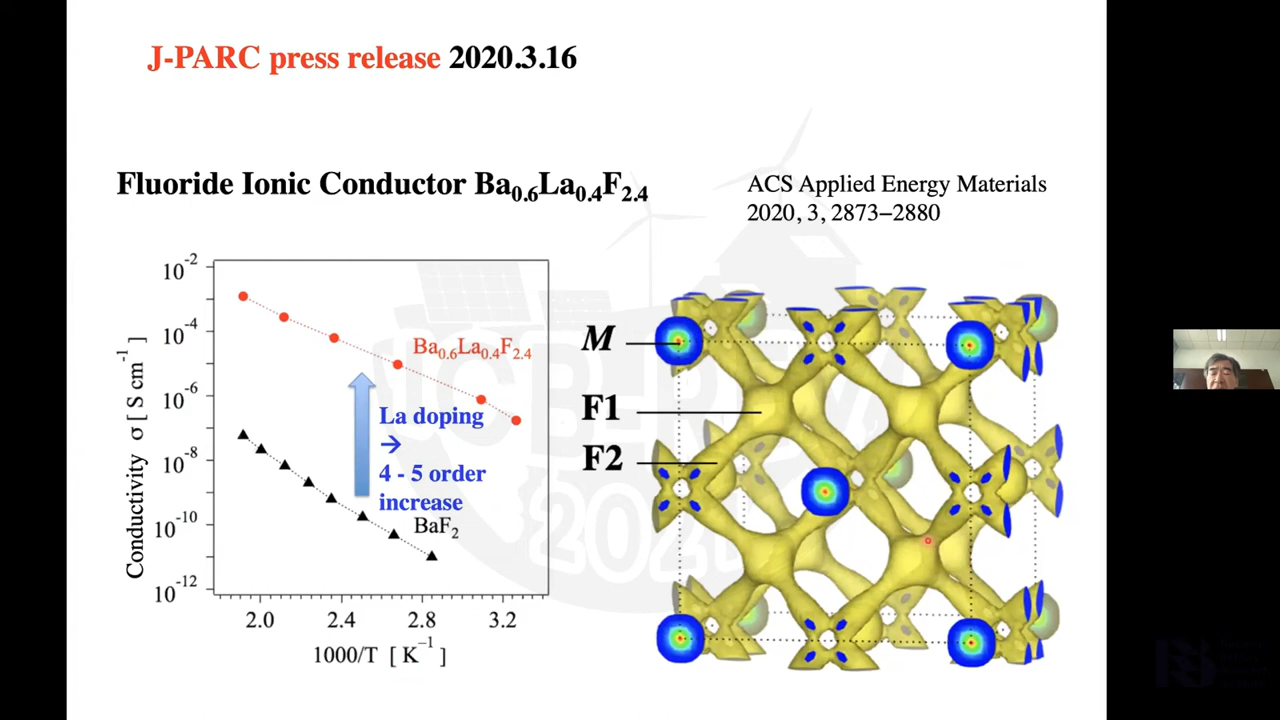 J-PARC press release 2020.3.16
Fluoride Ionic Conductor Ba0.6La0.4F2.4
ACS Applied Energy Materials
2020, 3, 2873–2880
Conductivity σ [ S cm-1 ]
10-2
10-4
10-6
10-8
10-10
10-12
Ba0.6La0.4F2.4
La doping
→
4 - 5 order
increase
BaF2
2.0 2.4 2.8 3.2
1000/T [ K-1 ]
M
F1
F2
2020